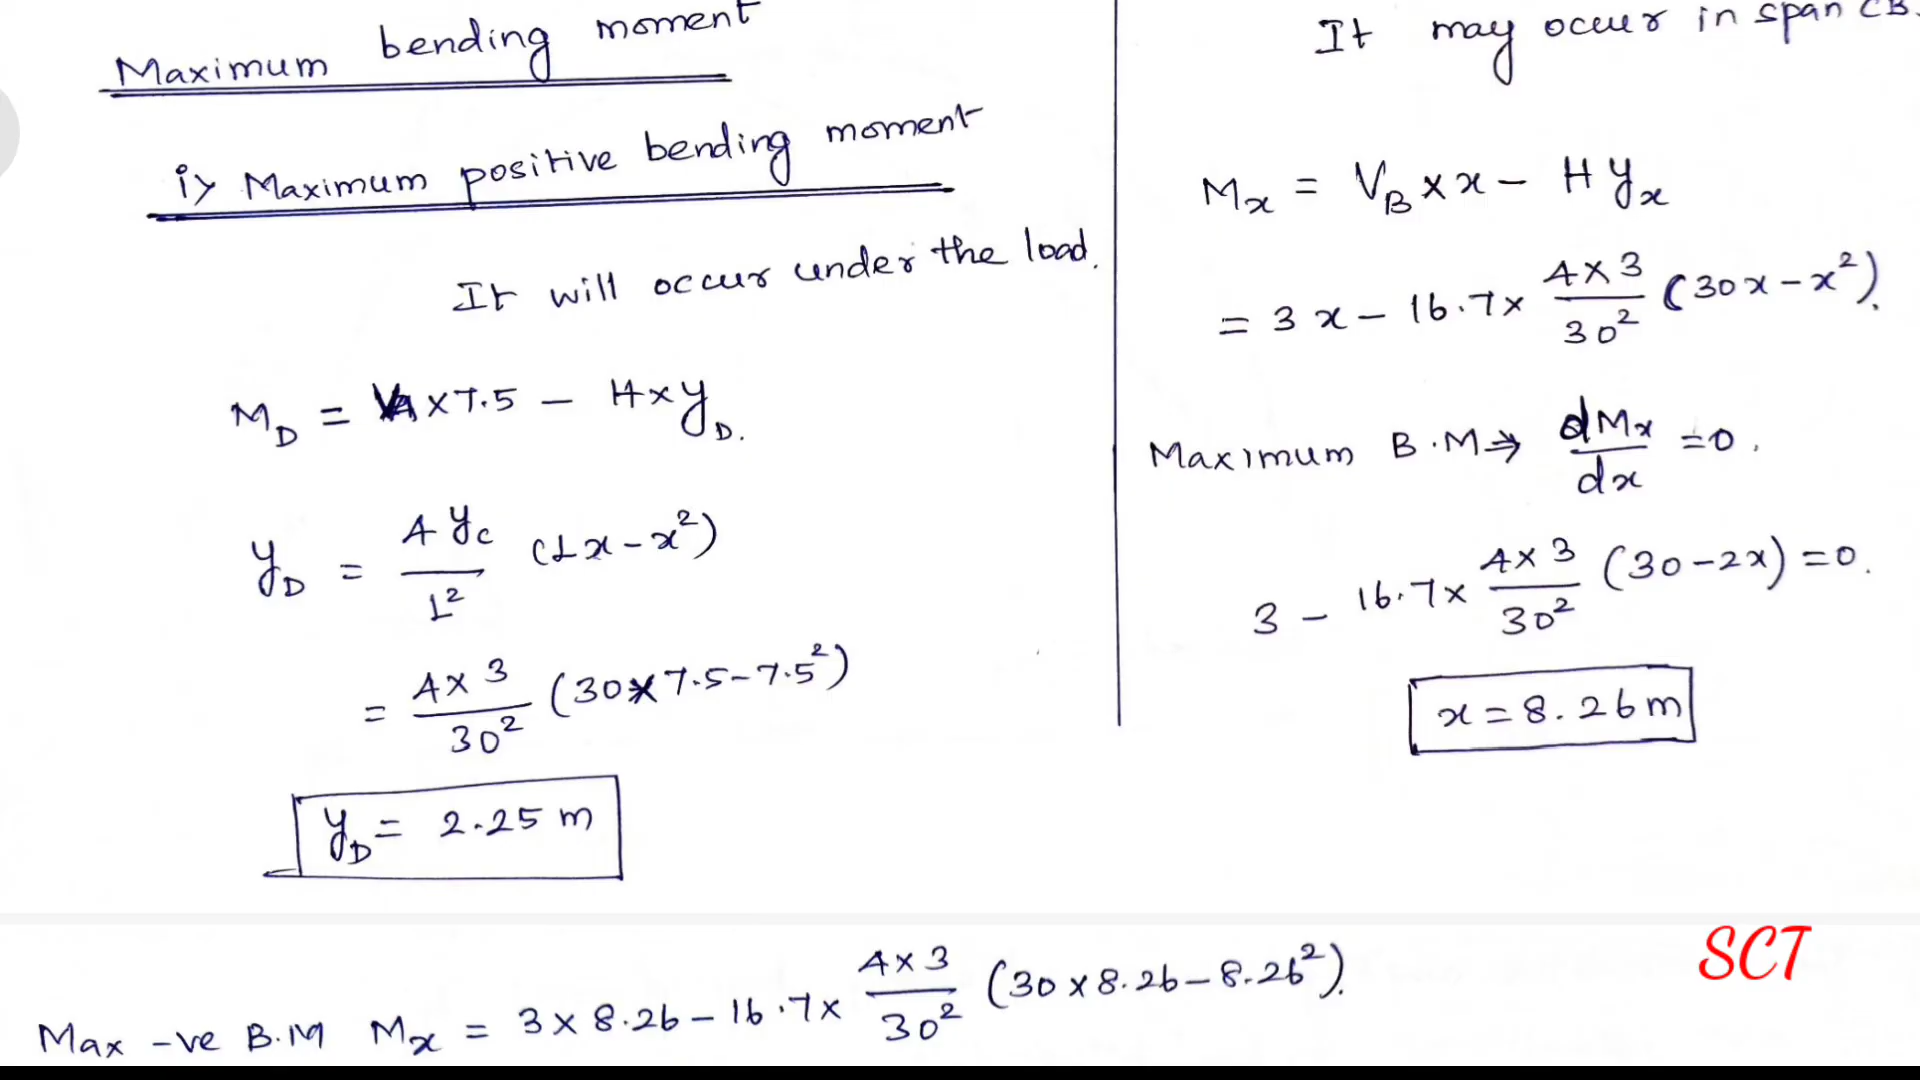 Maximum bending moment
i> Maximum positive bending moment
It will occur under the load.
M_D = V_A × 7.5 - H × y_D.
y_D = 4 y_c / L² (Lx - x²)
= 4 × 3 / 30² (30 × 7.5 - 7.5²)
y_D = 2.25 m
It may occur in span CB.
M_x = V_B × x - H y_x
= 3x - 16.7 × 4 × 3 / 30² (30x - x²).
Maximum B.M ⇒ dM_x / dx = 0.
3 - 16.7 × 4 × 3 / 30² (30 - 2x) = 0.
x = 8.26 m
SCT
Max -ve B.M M_x = 3 × 8.26 - 16.7 × 4 × 3 / 30² (30 × 8.26 - 8.26²).